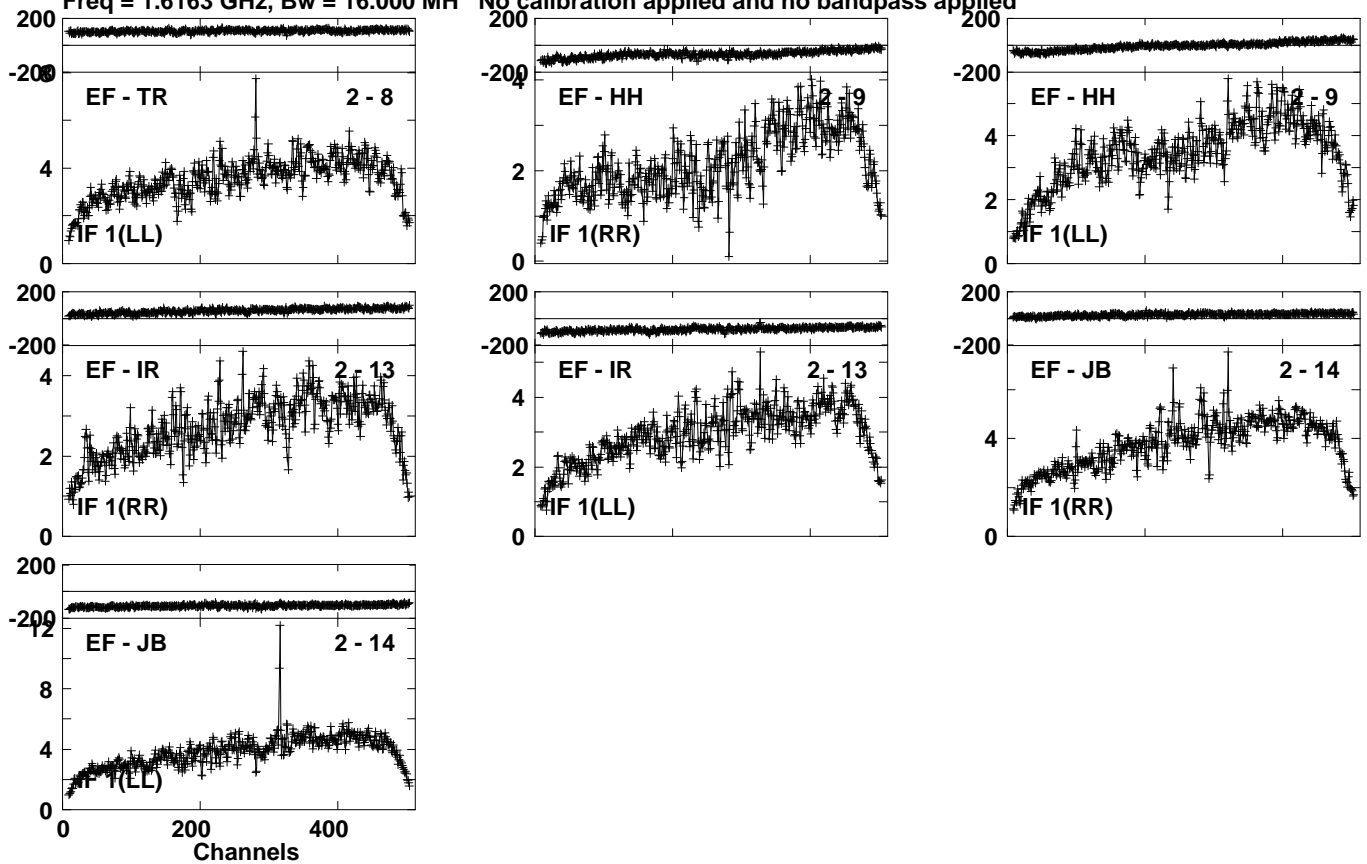 Freq = 1.6163 GHz, Bw = 16.000 MH No calibration applied and no bandpass applied
200
-200
8
EF - TR 2 - 8
4
IF 1(LL)
0
200
-200
4
EF - HH 2 - 9
2
IF 1(RR)
0
200
-200
EF - HH 2 - 9
4
2
IF 1(LL)
0
200
-200
EF - IR 2 - 13
4
2
IF 1(RR)
0
200
-200
EF - IR 2 - 13
4
2
IF 1(LL)
0
200
-200
EF - JB 2 - 14
4
IF 1(RR)
0
200
-200
12
EF - JB 2 - 14
8
4
IF 1(LL)
0
0 200 400
Channels